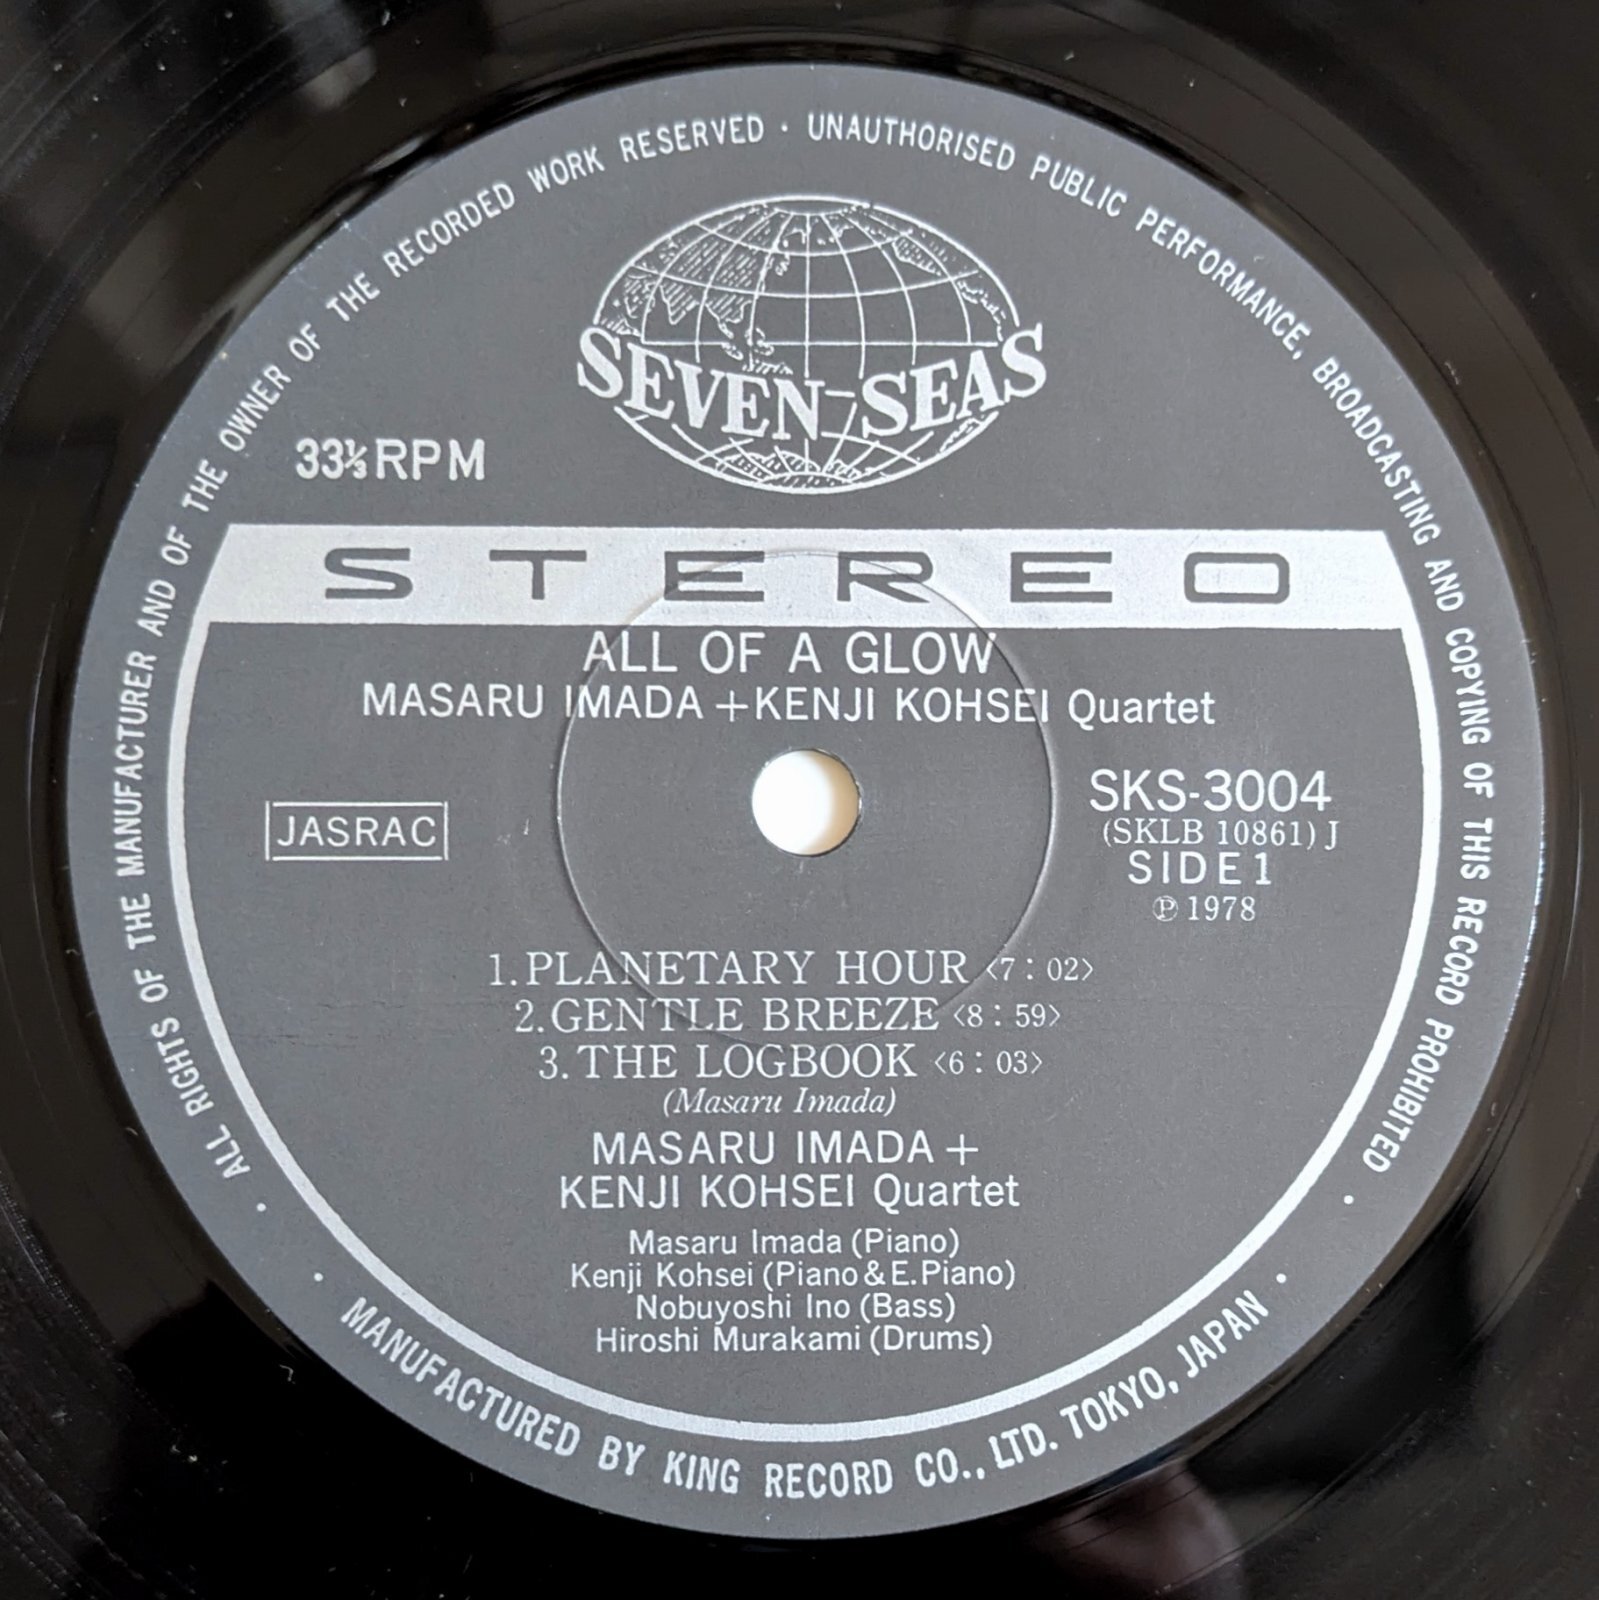 ALL RIGHTS OF THE MANUFACTURER AND OF THE OWNER OF THE RECORDED WORK RESERVED · UNAUTHORISED PUBLIC PERFORMANCE, BROADCASTING AND COPYING OF THIS RECORD PROHIBITED
SEVEN-SEAS
33⅓RPM
STEREO
ALL OF A GLOW
MASARU IMADA+KENJI KOHSEI Quartet
JASRAC
SKS-3004
(SKLB 10861)J
SIDE 1
℗ 1978
1.PLANETARY HOUR <7:02>
2.GENTLE BREEZE <8:59>
3.THE LOGBOOK <6:03>
(Masaru Imada)
MASARU IMADA+
KENJI KOHSEI Quartet
Masaru Imada (Piano)
Kenji Kohsei (Piano & E.Piano)
Nobuyoshi Ino (Bass)
Hiroshi Murakami (Drums)
· MANUFACTURED BY KING RECORD CO., LTD. TOKYO, JAPAN ·